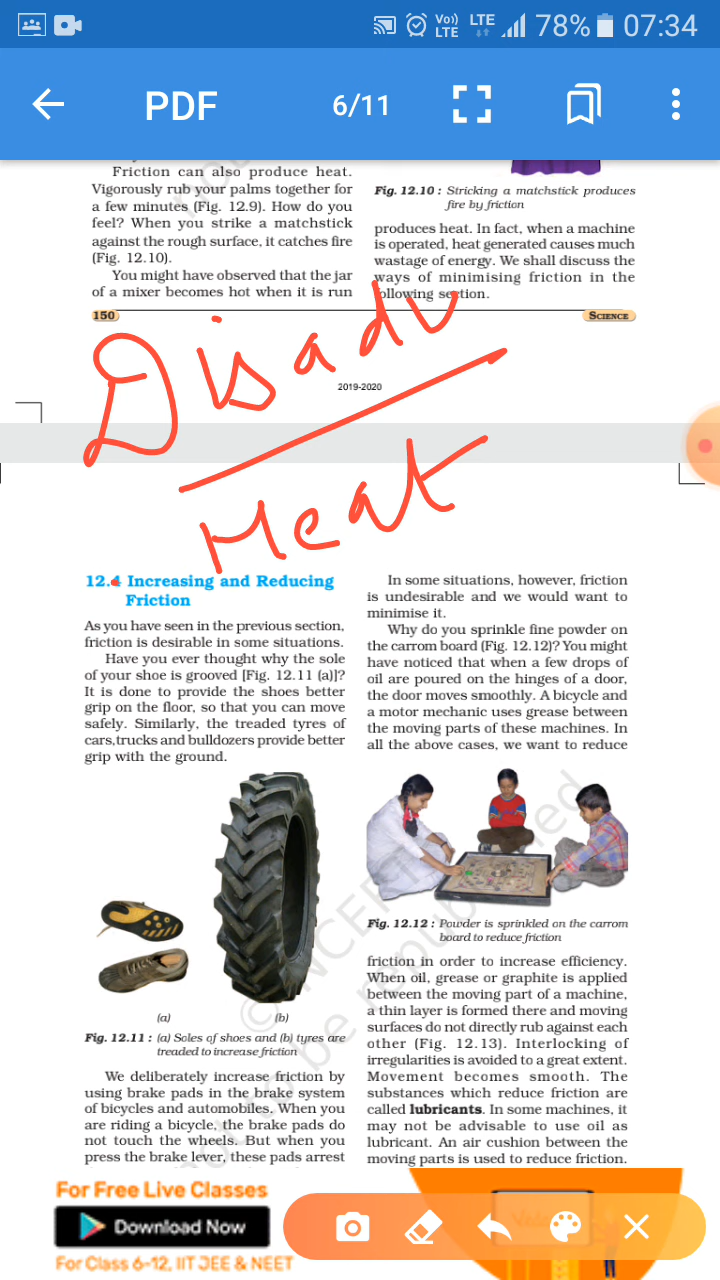 Vo)) LTE LTE 78% 07:34
PDF 6/11
Friction can also produce heat.
Vigorously rub your palms together for
a few minutes (Fig. 12.9). How do you
feel? When you strike a matchstick
against the rough surface, it catches fire
(Fig. 12.10).
You might have observed that the jar
of a mixer becomes hot when it is run
Fig. 12.10 : Stricking a matchstick produces
fire by friction
produces heat. In fact, when a machine
is operated, heat generated causes much
wastage of energy. We shall discuss the
ways of minimising friction in the
following section.
150
SCIENCE
Disadv
2019-2020
Heat
12.4 Increasing and Reducing
Friction
As you have seen in the previous section,
friction is desirable in some situations.
Have you ever thought why the sole
of your shoe is grooved [Fig. 12.11 (a)]?
It is done to provide the shoes better
grip on the floor, so that you can move
safely. Similarly, the treaded tyres of
cars,trucks and bulldozers provide better
grip with the ground.
(a) (b)
Fig. 12.11 : (a) Soles of shoes and (b) tyres are
treaded to increase friction
We deliberately increase friction by
using brake pads in the brake system
of bicycles and automobiles. When you
are riding a bicycle, the brake pads do
not touch the wheels. But when you
press the brake lever, these pads arrest
In some situations, however, friction
is undesirable and we would want to
minimise it.
Why do you sprinkle fine powder on
the carrom board (Fig. 12.12)? You might
have noticed that when a few drops of
oil are poured on the hinges of a door,
the door moves smoothly. A bicycle and
a motor mechanic uses grease between
the moving parts of these machines. In
all the above cases, we want to reduce
Fig. 12.12 : Powder is sprinkled on the carrom
board to reduce friction
friction in order to increase efficiency.
When oil, grease or graphite is applied
between the moving part of a machine,
a thin layer is formed there and moving
surfaces do not directly rub against each
other (Fig. 12.13). Interlocking of
irregularities is avoided to a great extent.
Movement becomes smooth. The
substances which reduce friction are
called lubricants. In some machines, it
may not be advisable to use oil as
lubricant. An air cushion between the
moving parts is used to reduce friction.
For Free Live Classes
Download Now
For Class 6-12, IIT JEE & NEET